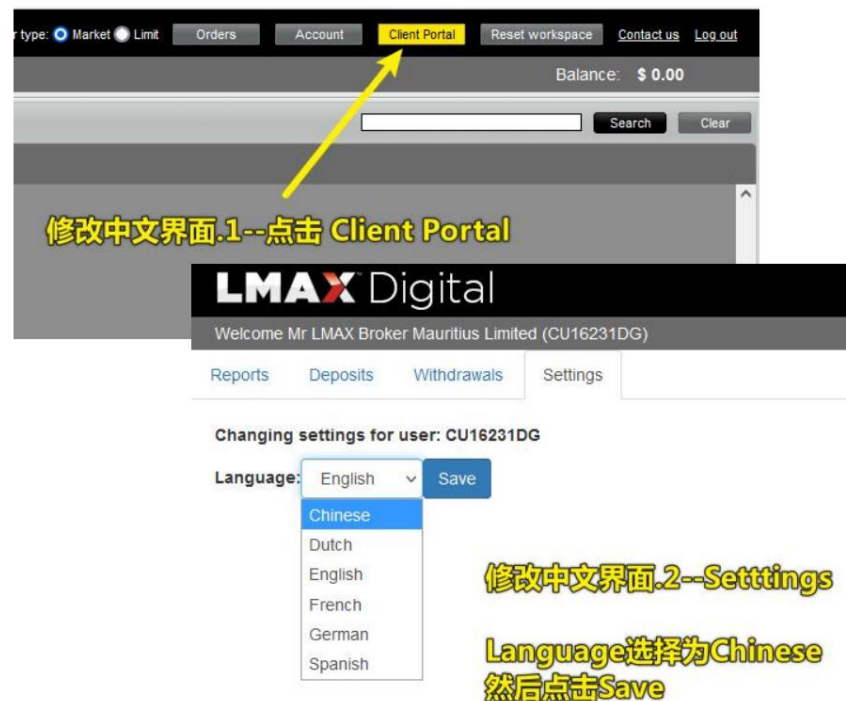 r type: Market Limit Orders Account Client Portal Reset workspace Contact us Log out
Balance: $ 0.00
Search Clear
修改中文界面.1--点击 Client Portal
LMAX Digital
Welcome Mr LMAX Broker Mauritius Limited (CU16231DG)
Reports Deposits Withdrawals Settings
Changing settings for user: CU16231DG
Language: English Save
Chinese
Dutch
English
French
German
Spanish
修改中文界面.2--Setttings
Language选择为Chinese
然后点击Save